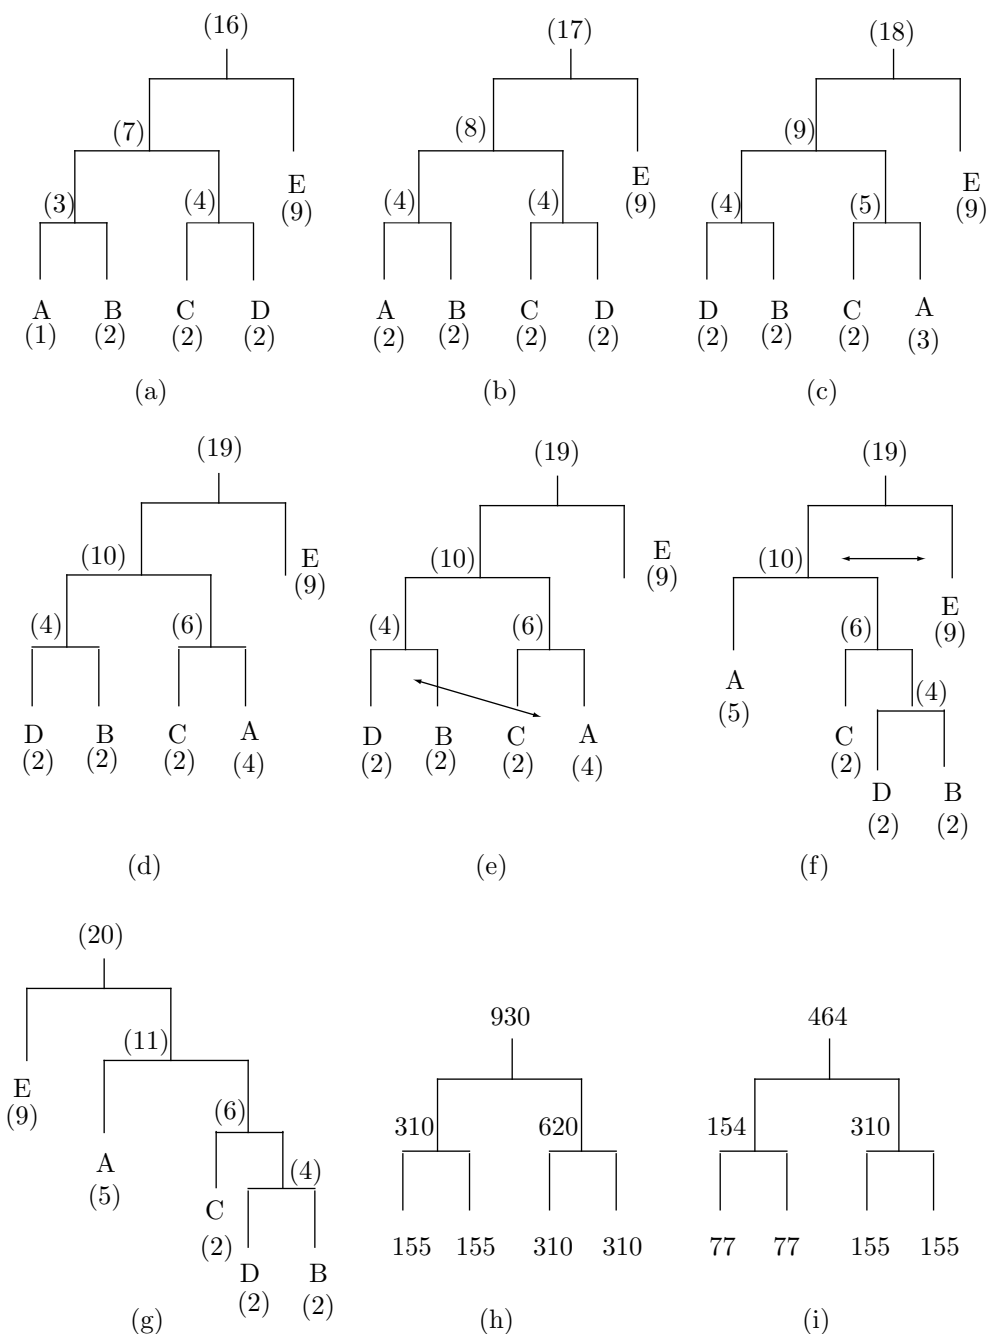 (16) (17) (18)
(7) (8) (9)
E E E
(9) (9) (9)
(3) (4) (4) (4) (4) (5)
A B C D A B C D D B C A
(1) (2) (2) (2) (2) (2) (2) (2) (2) (2) (2) (3)
(a) (b) (c)
(19) (19) (19)
(10) (10) (10)
E E E
(9) (9) (9)
(4) (6) (4) (6) (6)
A
(5)
(4)
D B C A D B C A C
(2) (2) (2) (4) (2) (2) (2) (4) (2)
D B
(2) (2)
(d) (e) (f)
(20)
930 464
(11)
E
(9)
(6) 310 620 154 310
A
(5)
(4)
C
(2) 155 155 310 310 77 77 155 155
D B
(2) (2)
(g) (h) (i)